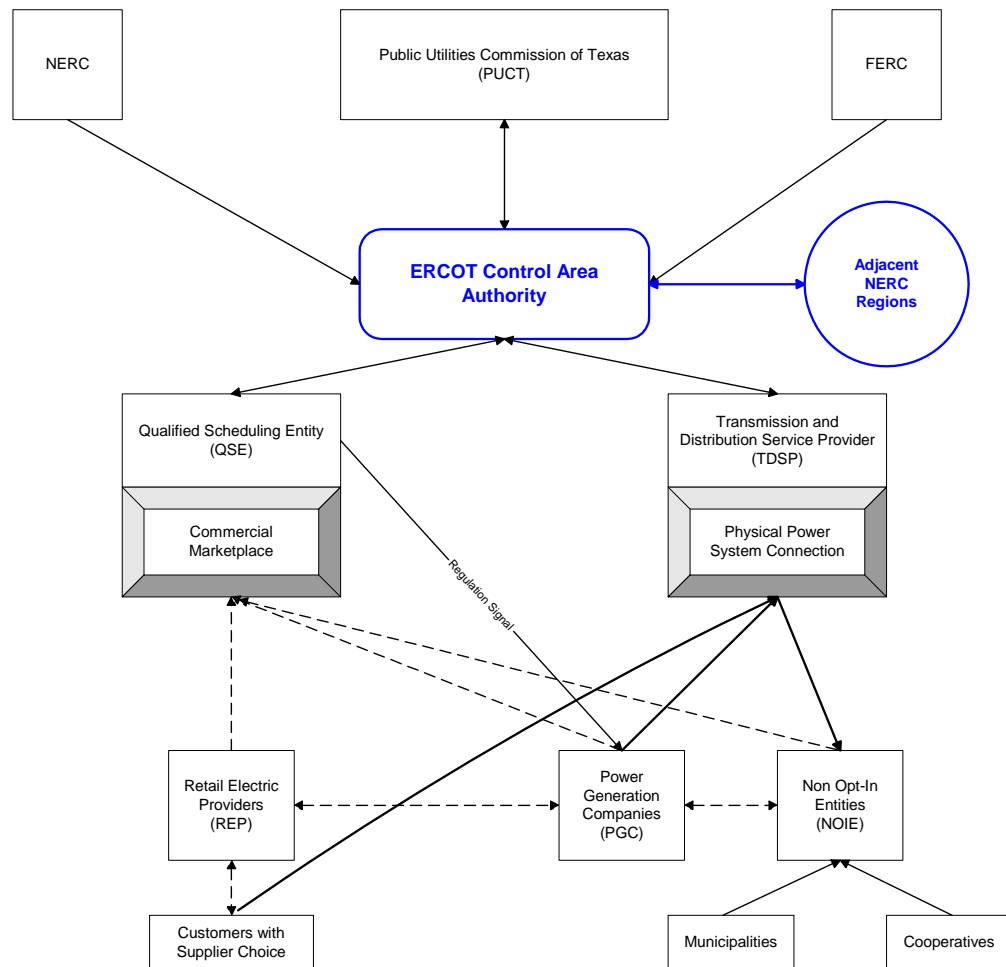 NERC
Public Utilities Commission of Texas
(PUCT)
FERC
ERCOT Control Area
Authority
Adjacent
NERC
Regions
Qualified Scheduling Entity
(QSE)
Transmission and
Distribution Service Provider
(TDSP)
Commercial
Marketplace
Physical Power
System Connection
Regulation Signal
Retail Electric
Providers
(REP)
Power
Generation
Companies
(PGC)
Non Opt-In
Entities
(NOIE)
Customers with
Supplier Choice
Municipalities
Cooperatives